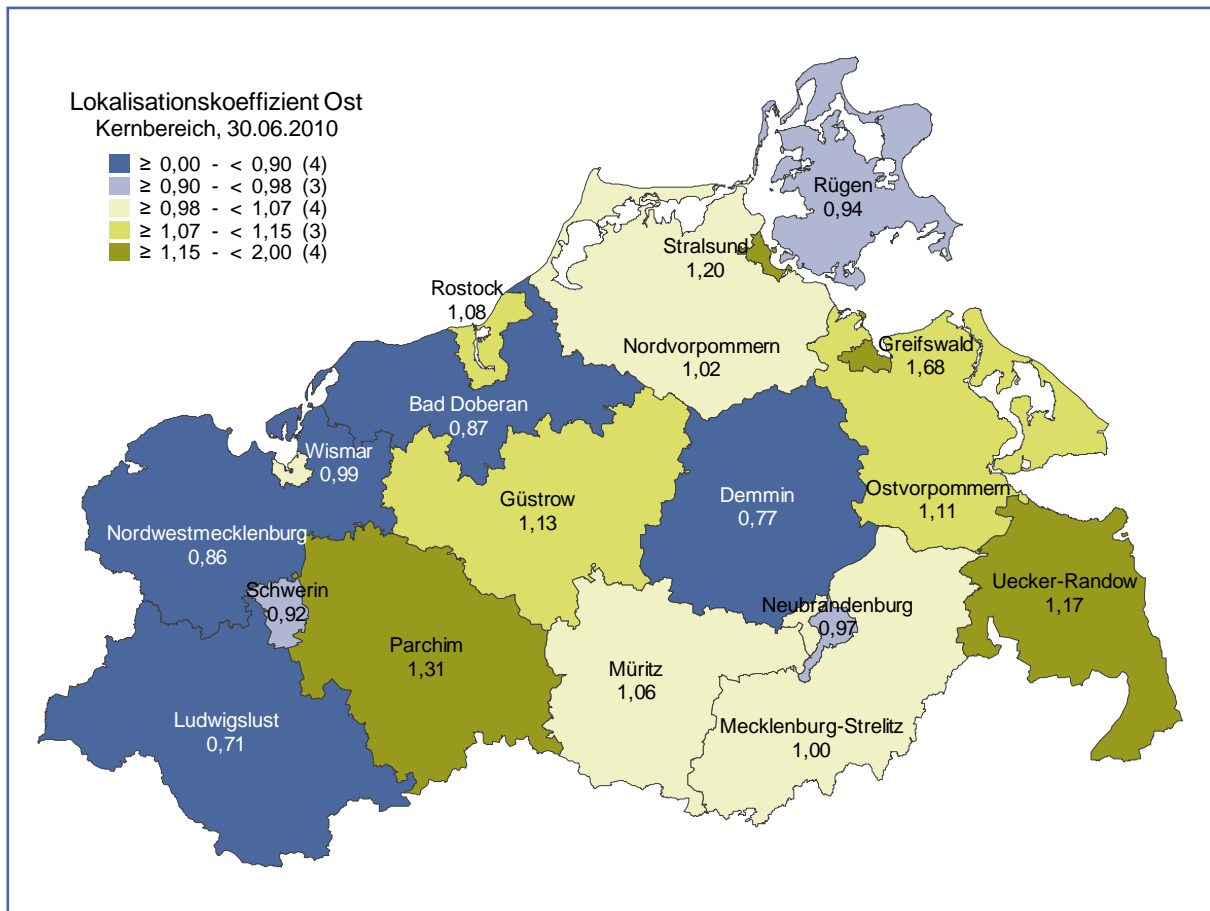 Lokalisationskoeffizient Ost
Kernbereich, 30.06.2010
≥ 0,00 - < 0,90 (4)
≥ 0,90 - < 0,98 (3)
≥ 0,98 - < 1,07 (4)
≥ 1,07 - < 1,15 (3)
≥ 1,15 - < 2,00 (4)
Rügen
0,94
Stralsund
1,20
Rostock
1,08
Nordvorpommern
1,02
Greifswald
1,68
Bad Doberan
0,87
Wismar
0,99
Güstrow
1,13
Demmin
0,77
Ostvorpommern
1,11
Nordwestmecklenburg
0,86
Schwerin
0,92
Neubrandenburg
0,97
Uecker-Randow
1,17
Parchim
1,31
Müritz
1,06
Ludwigslust
0,71
Mecklenburg-Strelitz
1,00